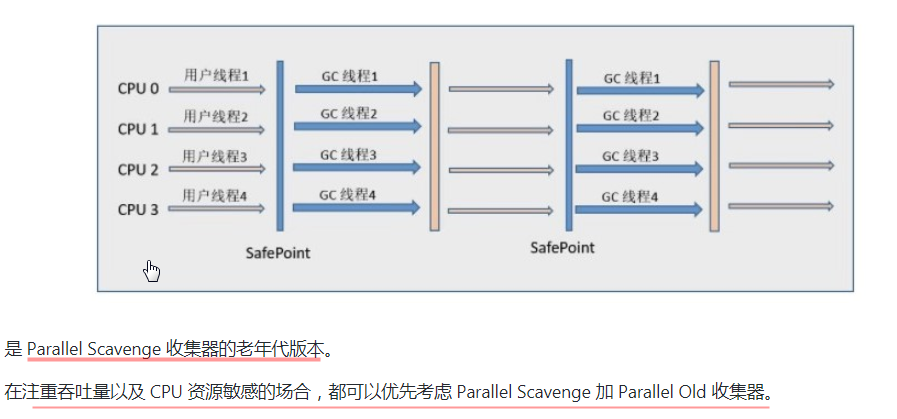 用户线程1 GC 线程1 GC 线程1
CPU 0
用户线程2 GC 线程2 GC 线程2
CPU 1
用户线程3 GC 线程3 GC 线程3
CPU 2
用户线程4 GC 线程4 GC 线程4
CPU 3
SafePoint SafePoint
是 Parallel Scavenge 收集器的老年代版本。
在注重吞吐量以及 CPU 资源敏感的场合，都可以优先考虑 Parallel Scavenge 加 Parallel Old 收集器。